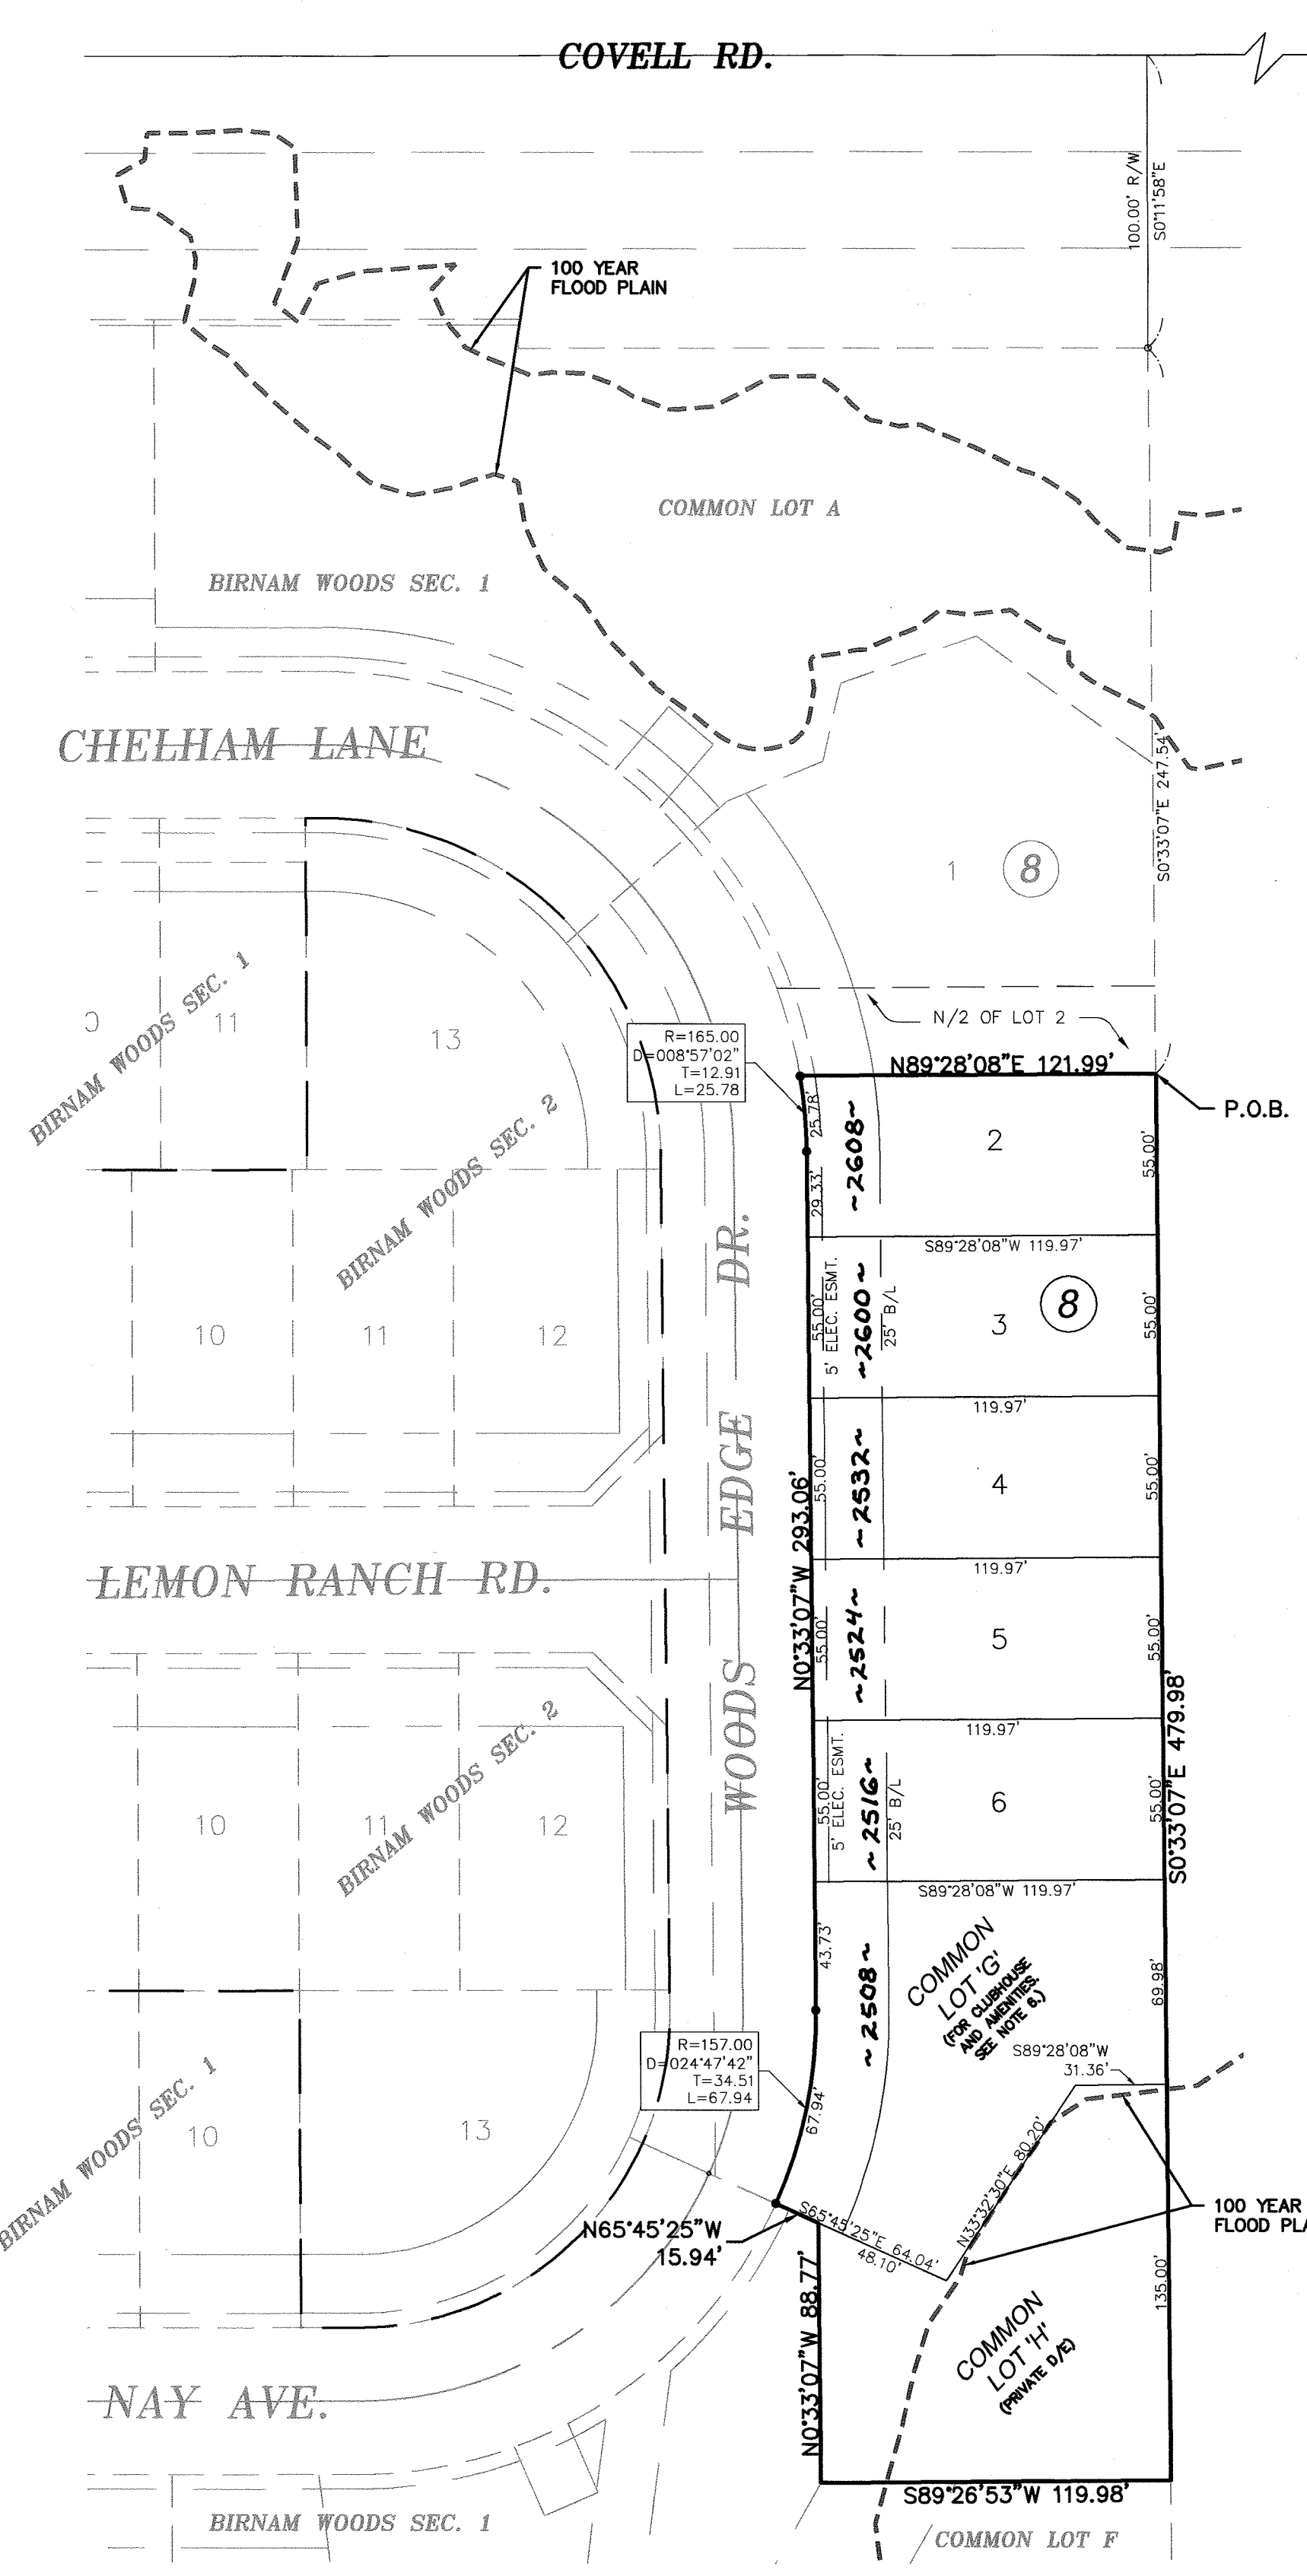 COVELL RD.
100.00' R/W
S0°11'58"E
100 YEAR
FLOOD PLAIN
COMMON LOT A
BIRNAM WOODS SEC. 1
CHELHAM LANE
S0°33'07"E 247.54'
1
8
BIRNAM WOODS SEC. 1
11
13
N/2 OF LOT 2
R=165.00
D=008°57'02"
T=12.91
L=25.78
N89°28'08"E 121.99'
P.O.B.
25.78'
29.33'
~2608~
2
55.00'
BIRNAM WOODS SEC. 2
S89°28'08"W 119.97'
10
11
12
55.00'
5' ELEC. ESMT.
~2600~
25' B/L
3
8
55.00'
119.97'
WOODS EDGE DR.
N0°33'07"W 293.06'
55.00'
~2532~
4
55.00'
119.97'
LEMON RANCH RD.
55.00'
~2524~
5
55.00'
119.97'
S0°33'07"E 479.98'
BIRNAM WOODS SEC. 2
10
11
12
55.00'
5' ELEC. ESMT.
~2516~
25' B/L
6
55.00'
S89°28'08"W 119.97'
43.73'
~2508~
COMMON
LOT 'G'
(FOR CLUBHOUSE
AND AMENITIES.
SEE NOTE 6.)
69.98'
S89°28'08"W
31.36'
R=157.00
D=024°47'42"
T=34.51
L=67.94
67.94'
BIRNAM WOODS SEC. 1
10
13
N33°32'30"E 80.20'
S65°45'25"E 64.04'
48.10'
N65°45'25"W
15.94'
100 YEAR
FLOOD PLA
135.00'
N0°33'07"W 88.77'
COMMON
LOT 'H'
(PRIVATE D/E)
NAY AVE.
S89°26'53"W 119.98'
BIRNAM WOODS SEC. 1
COMMON LOT F